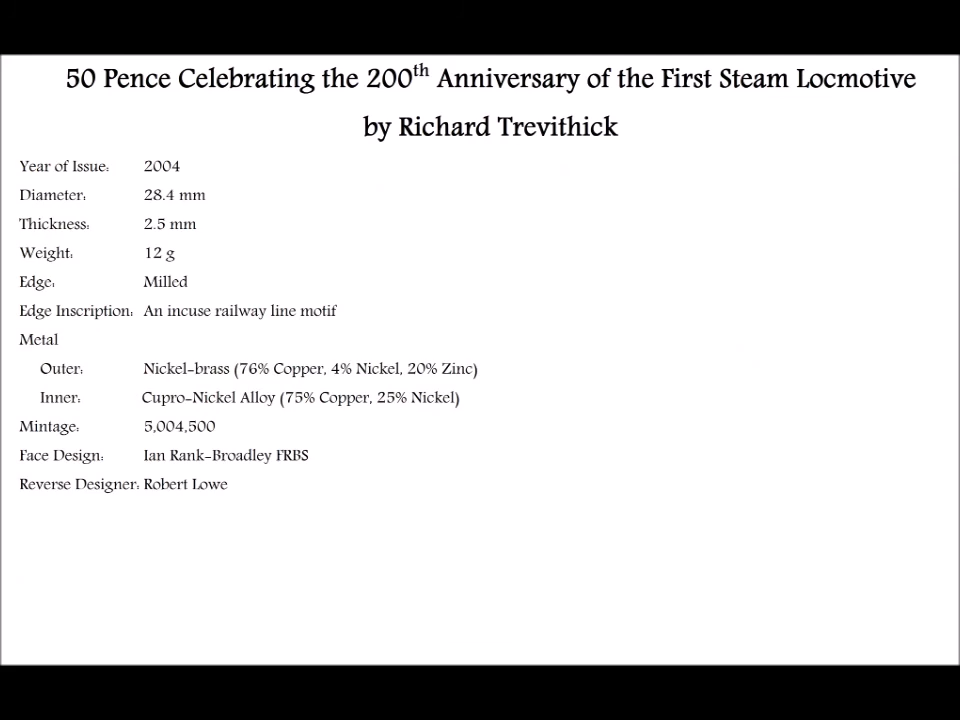 50 Pence Celebrating the 200th Anniversary of the First Steam Locmotive
by Richard Trevithick
Year of Issue: 2004
Diameter: 28.4 mm
Thickness: 2.5 mm
Weight: 12 g
Edge: Milled
Edge Inscription: An incuse railway line motif
Metal
Outer: Nickel-brass (76% Copper, 4% Nickel, 20% Zinc)
Inner: Cupro-Nickel Alloy (75% Copper, 25% Nickel)
Mintage: 5,004,500
Face Design: Ian Rank-Broadley FRBS
Reverse Designer: Robert Lowe